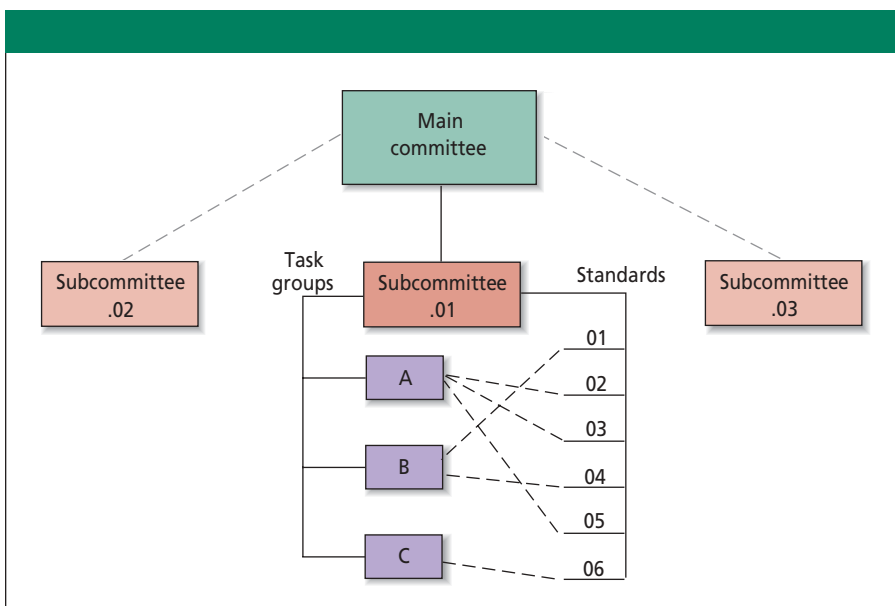 Main
committee
Subcommittee
.02
Task
groups
Subcommittee
.01
Standards
Subcommittee
.03
A
B
C
01
02
03
04
05
06